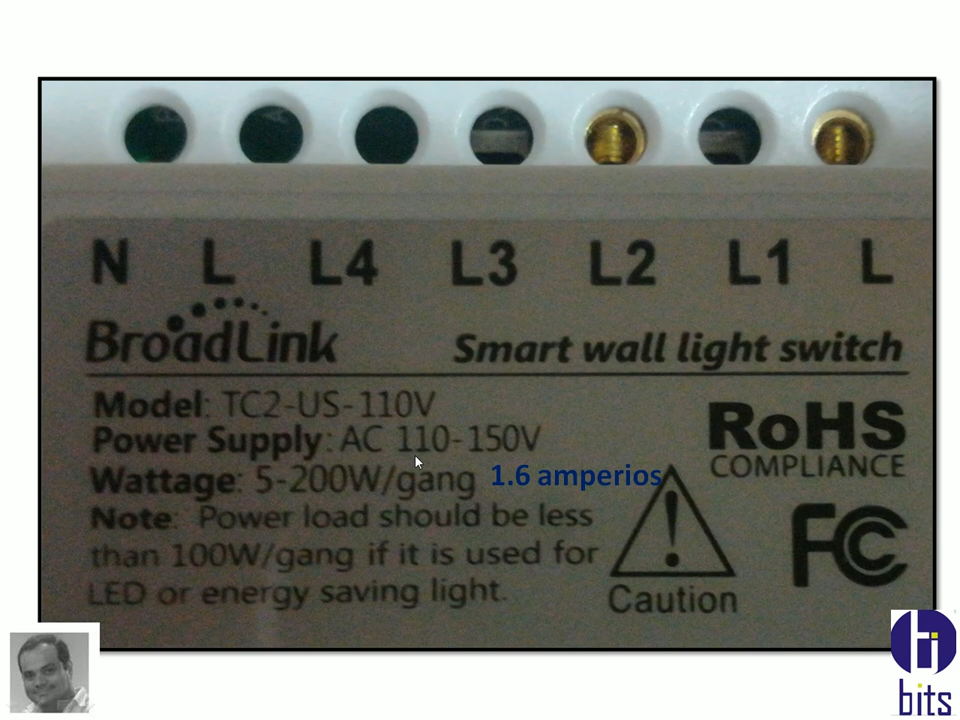 N L L4 L3 L2 L1 L
BroadLink Smart wall light switch
Model: TC2-US-110V
Power Supply: AC 110-150V
Wattage: 5-200W/gang 1.6 amperios
Note: Power load should be less
than 100W/gang if it is used for
LED or energy saving light.
RoHS
COMPLIANCE
FC
Caution
bits